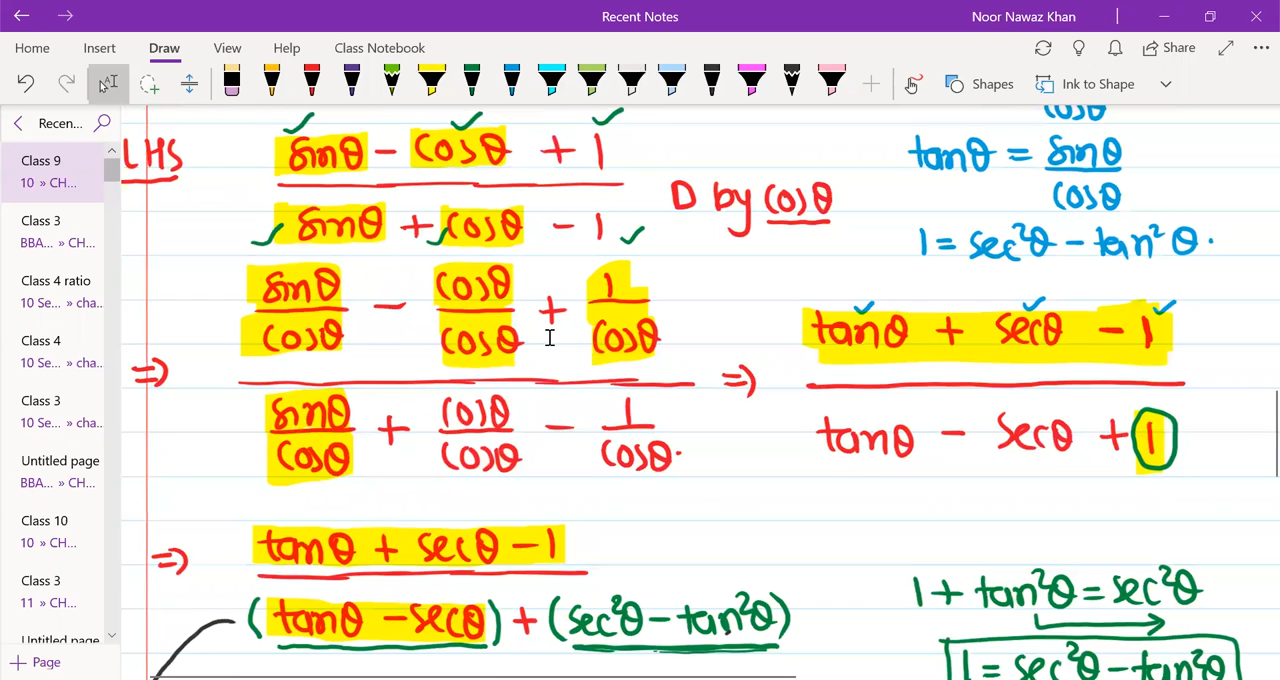 Recent Notes
Noor Nawaz Khan
Home Insert Draw View Help Class Notebook Share
Shapes Ink to Shape
Recen...
Class 9
10 » CH...
Class 3
BBA... » CH...
Class 4 ratio
10 Se... » cha...
Class 4
10 Se... » cha...
Class 3
10 Se... » cha...
Untitled page
BBA... » CH...
Class 10
10 » CH...
Class 3
11 » CH...
Untitled page
+ Page
LHS
sinθ - cosθ + 1
sinθ + cosθ - 1
D by cosθ
cosθ
tanθ = sinθ
cosθ
1 = sec²θ - tan²θ.
sinθ - cosθ + 1
cosθ cosθ cosθ
=>
sinθ + cosθ - 1
cosθ cosθ cosθ.
=>
tanθ + secθ - 1
tanθ - secθ + 1
=>
tanθ + secθ - 1
(tanθ - secθ) + (sec²θ - tan²θ)
1 + tan²θ = sec²θ
1 = sec²θ - tan²θ